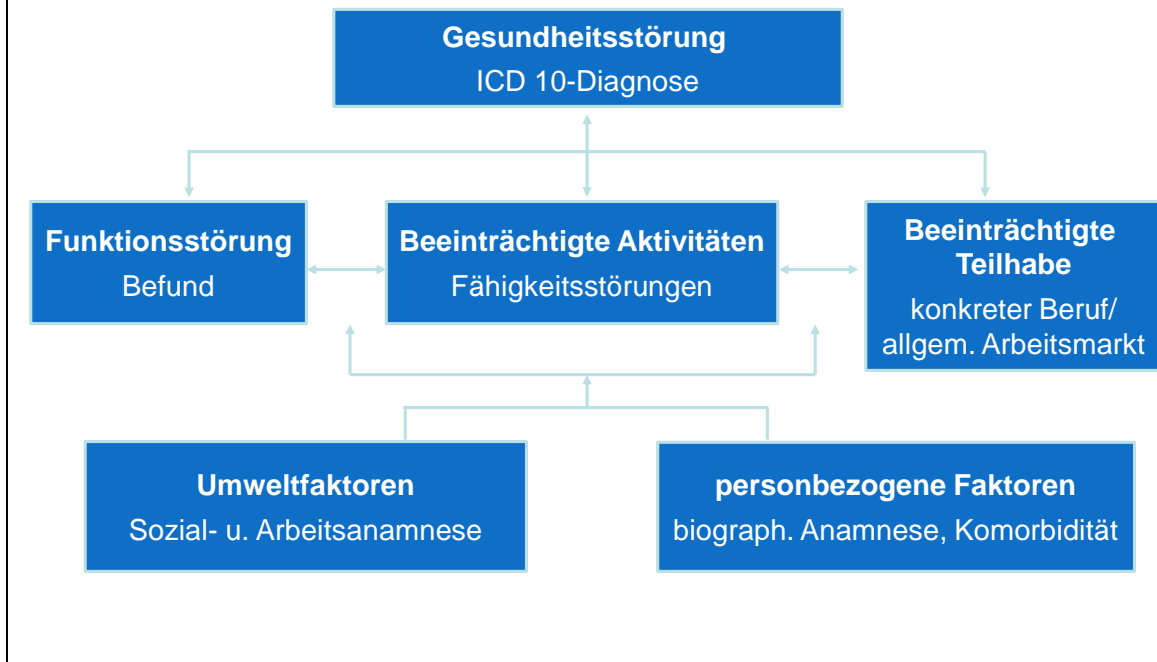 Gesundheitsstörung
ICD 10-Diagnose
Funktionsstörung
Befund
Beeinträchtigte Aktivitäten
Fähigkeitsstörungen
Beeinträchtigte
Teilhabe
konkreter Beruf/
allgem. Arbeitsmarkt
Umweltfaktoren
Sozial- u. Arbeitsanamnese
personbezogene Faktoren
biograph. Anamnese, Komorbidität